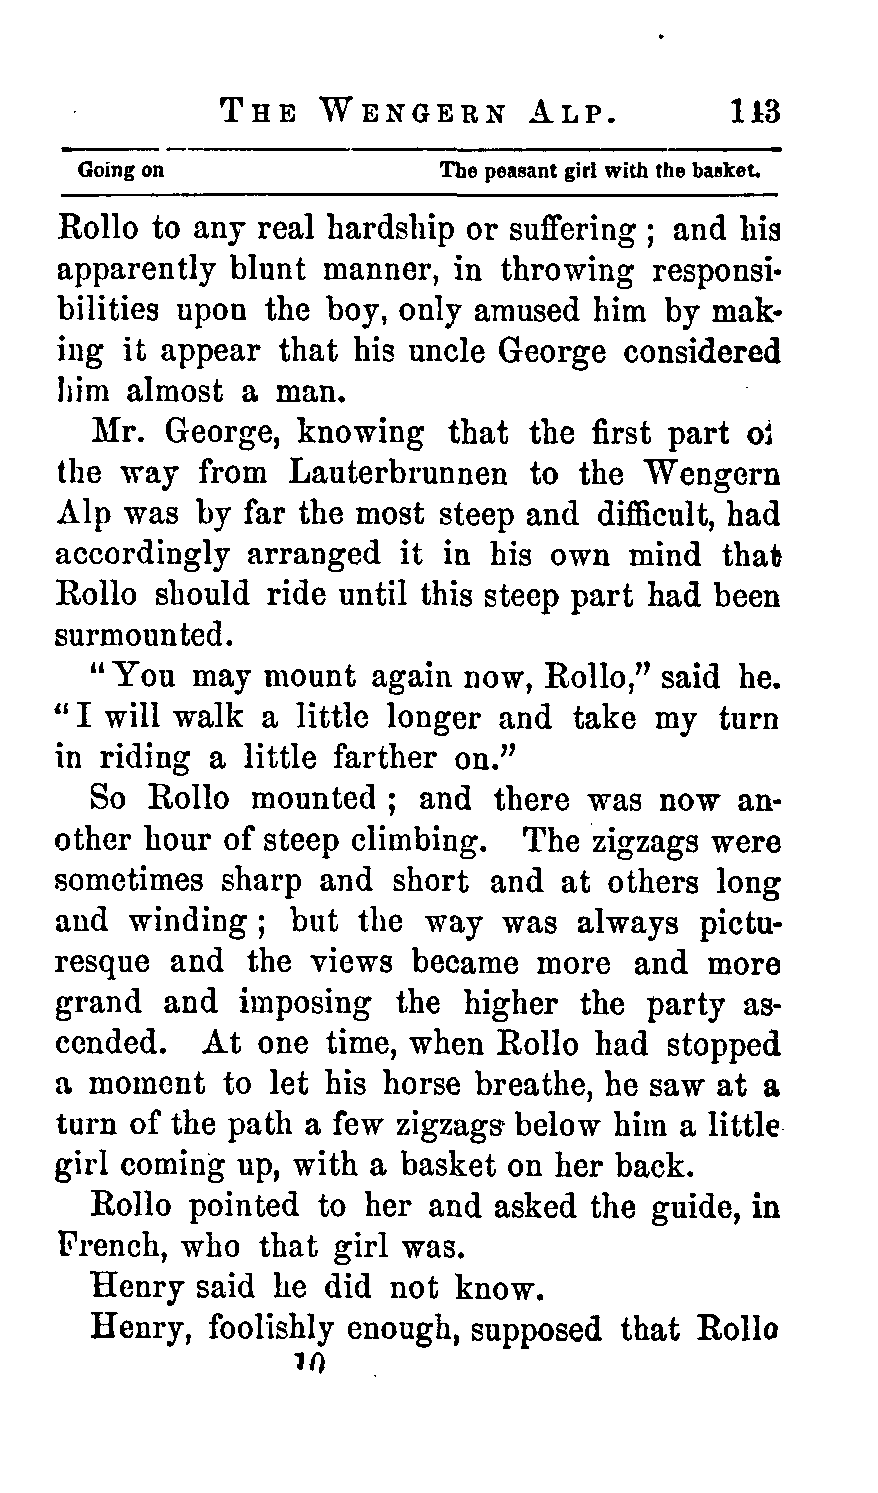 THE WENGERN ALP. 113
Going on The peasant girl with the basket.
Rollo to any real hardship or suffering ; and his
apparently blunt manner, in throwing responsi-
bilities upon the boy, only amused him by mak-
ing it appear that his uncle George considered
him almost a man.
Mr. George, knowing that the first part of
the way from Lauterbrunnen to the Wengern
Alp was by far the most steep and difficult, had
accordingly arranged it in his own mind that
Rollo should ride until this steep part had been
surmounted.
“You may mount again now, Rollo,” said he.
“I will walk a little longer and take my turn
in riding a little farther on.”
So Rollo mounted ; and there was now an-
other hour of steep climbing. The zigzags were
sometimes sharp and short and at others long
and winding ; but the way was always pictu-
resque and the views became more and more
grand and imposing the higher the party as-
cended. At one time, when Rollo had stopped
a moment to let his horse breathe, he saw at a
turn of the path a few zigzags below him a little
girl coming up, with a basket on her back.
Rollo pointed to her and asked the guide, in
French, who that girl was.
Henry said he did not know.
Henry, foolishly enough, supposed that Rollo
10